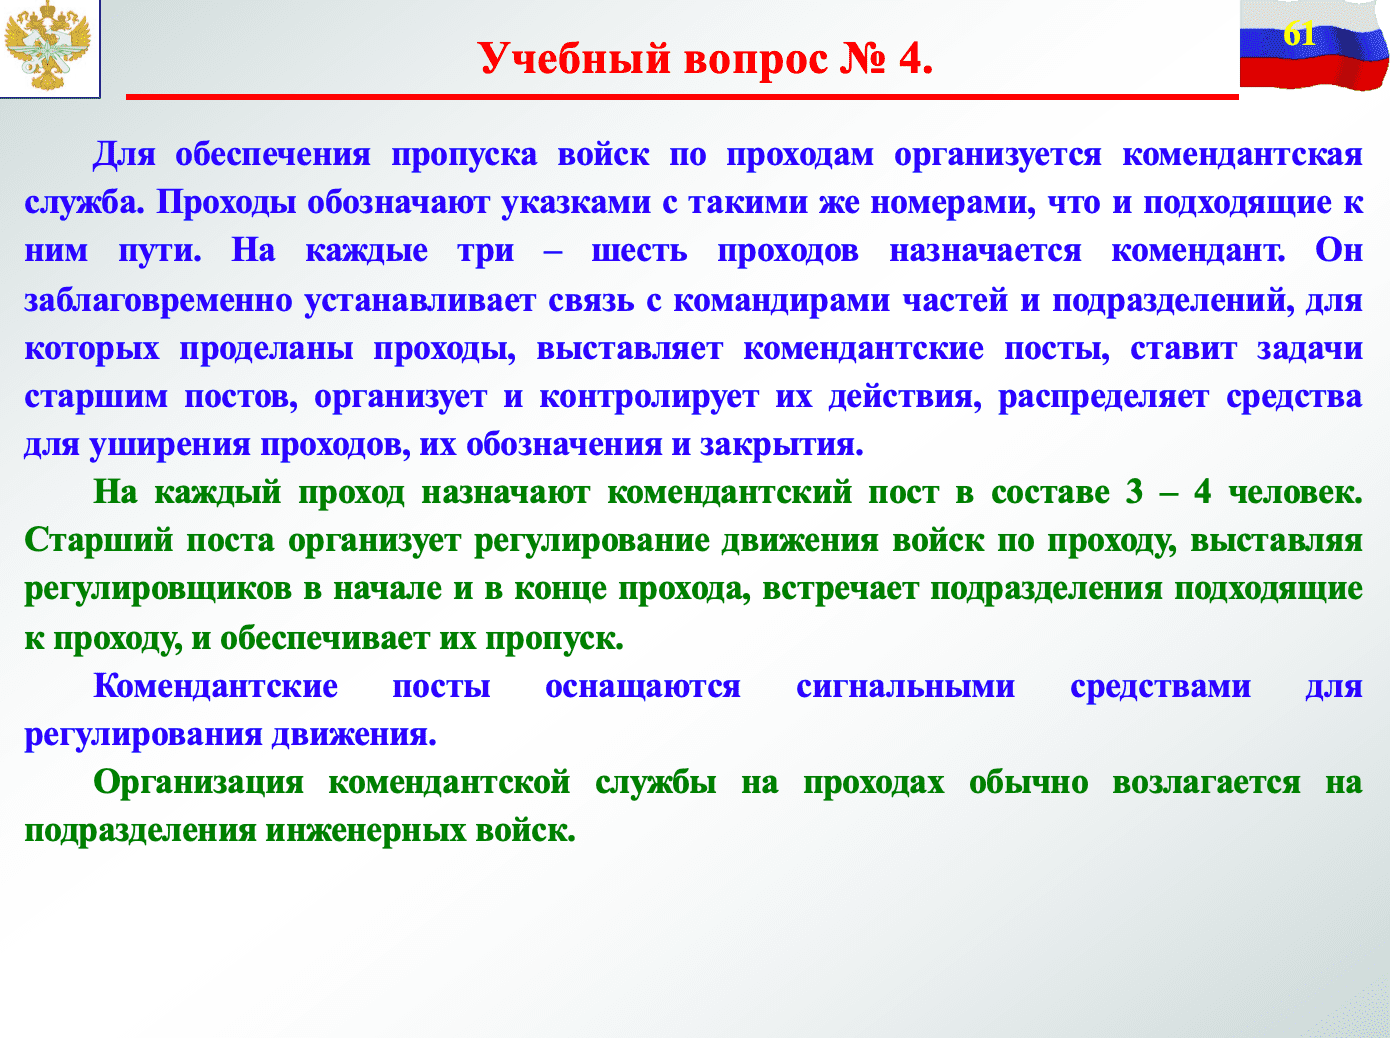 61
Учебный вопрос № 4.
Для обеспечения пропуска войск по проходам организуется комендантская
служба. Проходы обозначают указками с такими же номерами, что и подходящие к
ним пути. На каждые три – шесть проходов назначается комендант. Он
заблаговременно устанавливает связь с командирами частей и подразделений, для
которых проделаны проходы, выставляет комендантские посты, ставит задачи
старшим постов, организует и контролирует их действия, распределяет средства
для уширения проходов, их обозначения и закрытия.
На каждый проход назначают комендантский пост в составе 3 – 4 человек.
Старший поста организует регулирование движения войск по проходу, выставляя
регулировщиков в начале и в конце прохода, встречает подразделения подходящие
к проходу, и обеспечивает их пропуск.
Комендантские посты оснащаются сигнальными средствами для
регулирования движения.
Организация комендантской службы на проходах обычно возлагается на
подразделения инженерных войск.